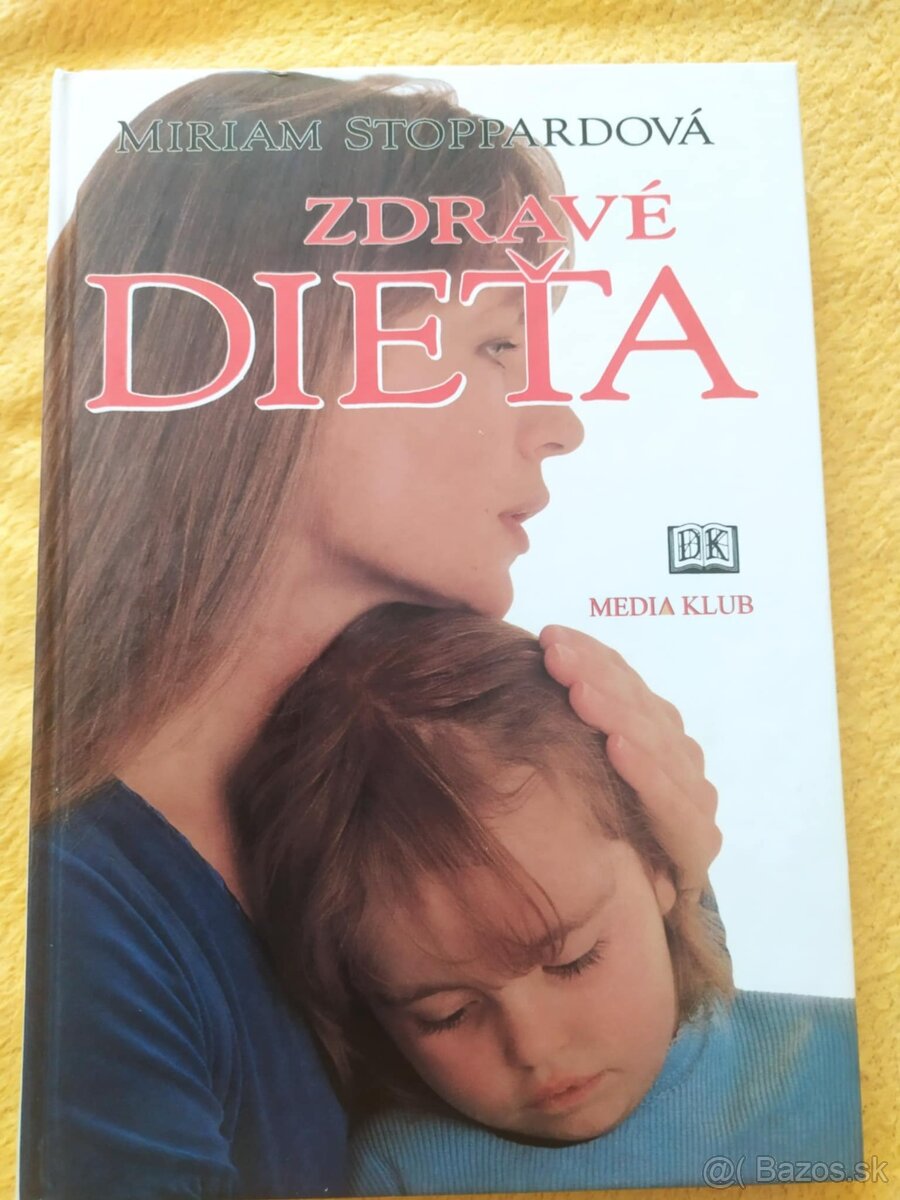 MIRIAM STOPPARDOVÁ
ZDRAVÉ
DIEŤA
DK
MEDIA KLUB
@( Bazos.sk